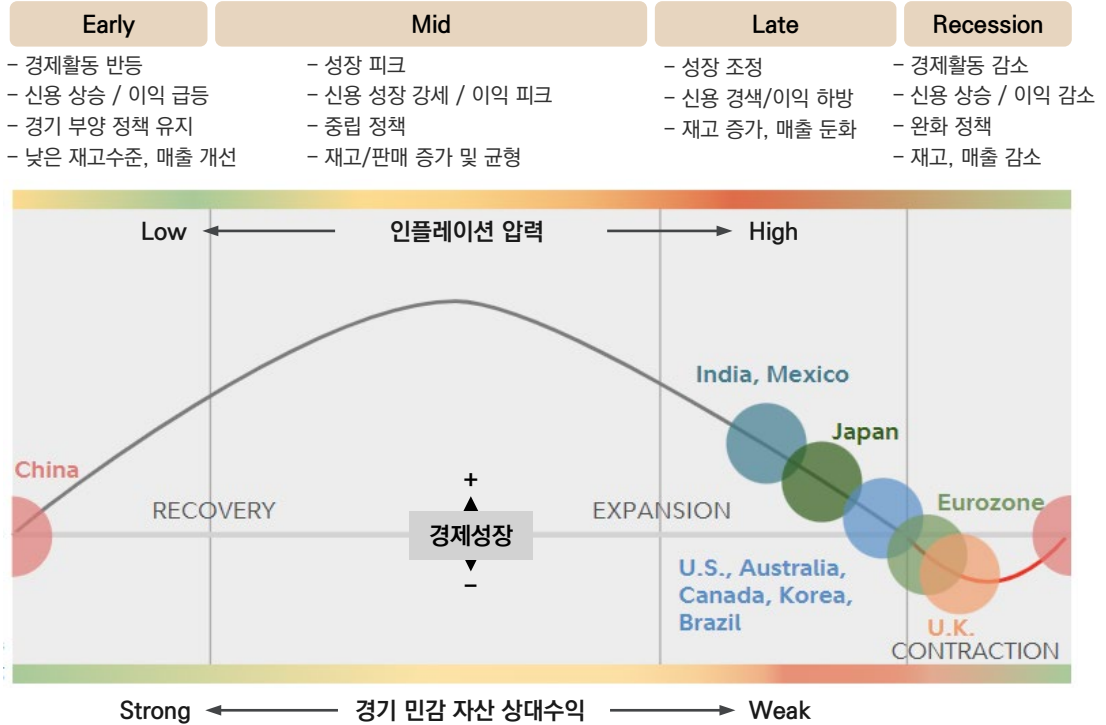 Early
- 경제활동 반등
- 신용 상승 / 이익 급등
- 경기 부양 정책 유지
- 낮은 재고수준, 매출 개선
Mid
- 성장 피크
- 신용 성장 강세 / 이익 피크
- 중립 정책
- 재고/판매 증가 및 균형
Late
- 성장 조정
- 신용 경색/이익 하방
- 재고 증가, 매출 둔화
Recession
- 경제활동 감소
- 신용 상승 / 이익 감소
- 완화 정책
- 재고, 매출 감소
Low 인플레이션 압력 High
India, Mexico
Japan
China
+
RECOVERY
EXPANSION
Eurozone
경제성장
–
U.S., Australia,
Canada, Korea,
Brazil
U.K.
CONTRACTION
Strong 경기 민감 자산 상대수익 Weak